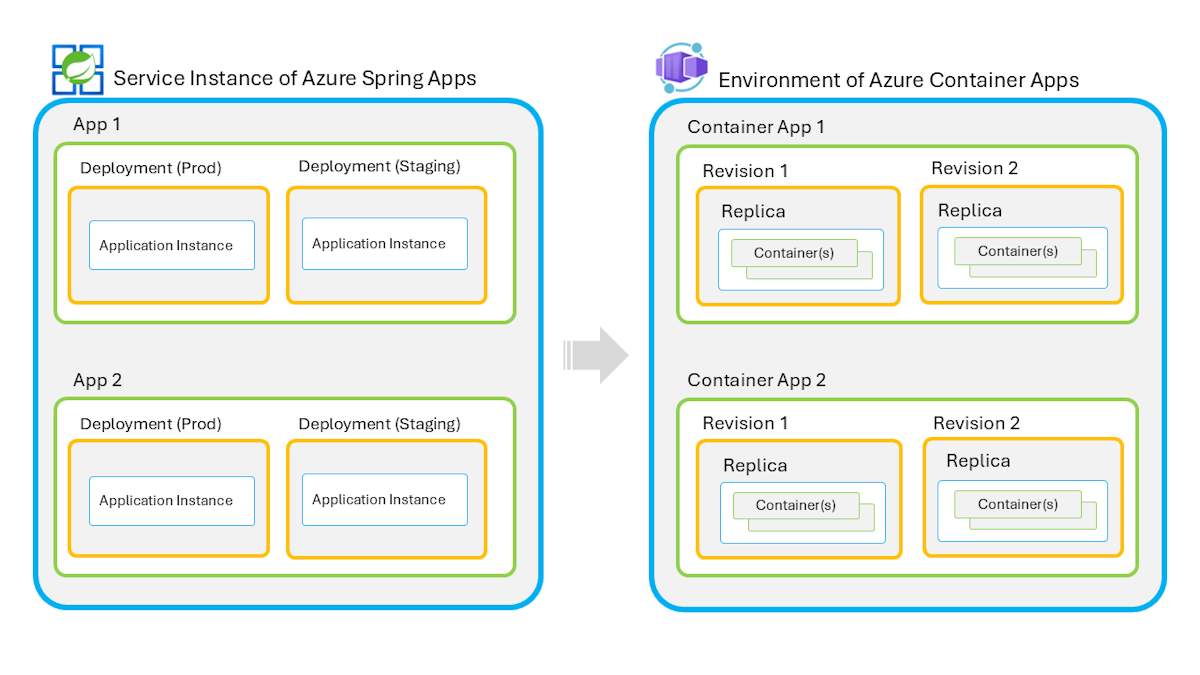 Service Instance of Azure Spring Apps
App 1
Deployment (Prod)
Deployment (Staging)
Application Instance
Application Instance
App 2
Deployment (Prod)
Deployment (Staging)
Application Instance
Application Instance
Environment of Azure Container Apps
Container App 1
Revision 1
Revision 2
Replica
Replica
Container(s)
Container(s)
Container App 2
Revision 1
Revision 2
Replica
Replica
Container(s)
Container(s)